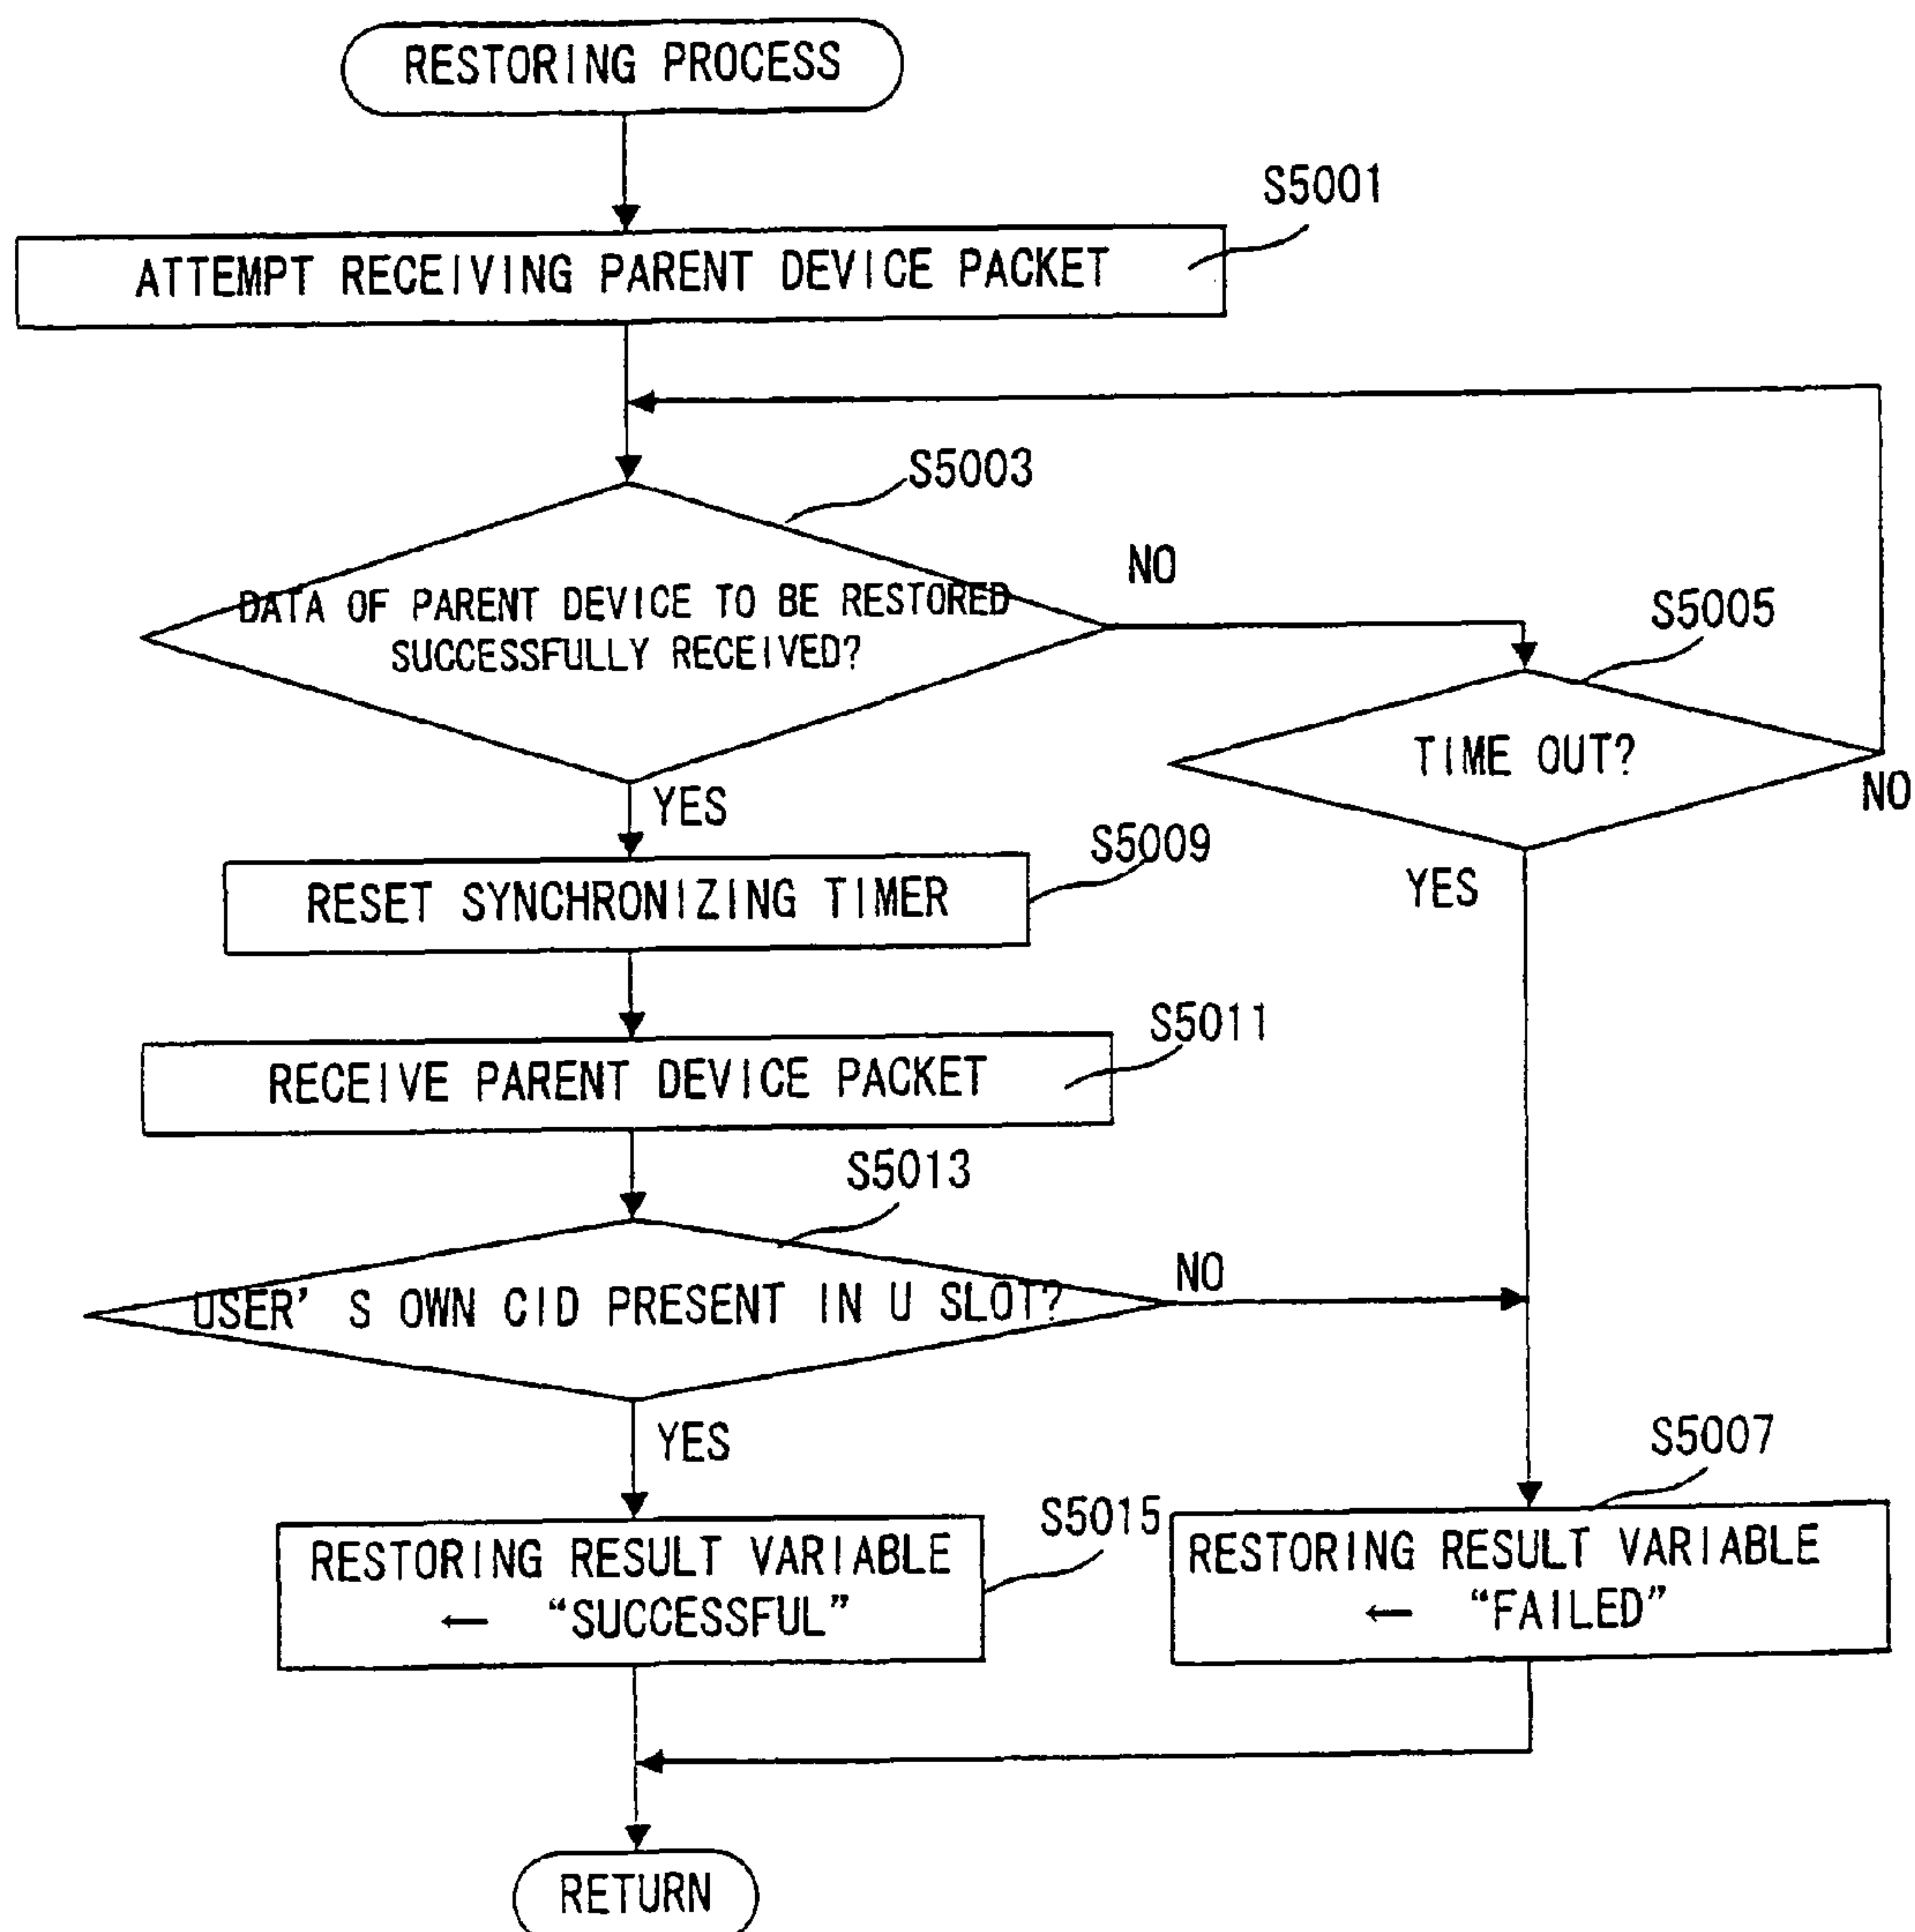 RESTORING PROCESS
S5001
ATTEMPT RECEIVING PARENT DEVICE PACKET
S5003
NO
DATA OF PARENT DEVICE TO BE RESTORED
SUCCESSFULLY RECEIVED?
S5005
TIME OUT?
NO
YES
YES
S5009
RESET SYNCHRONIZING TIMER
S5011
RECEIVE PARENT DEVICE PACKET
S5013
NO
USER' S OWN CID PRESENT IN U SLOT?
YES
S5007
S5015
RESTORING RESULT VARIABLE
← “SUCCESSFUL”
RESTORING RESULT VARIABLE
← “FAILED”
RETURN